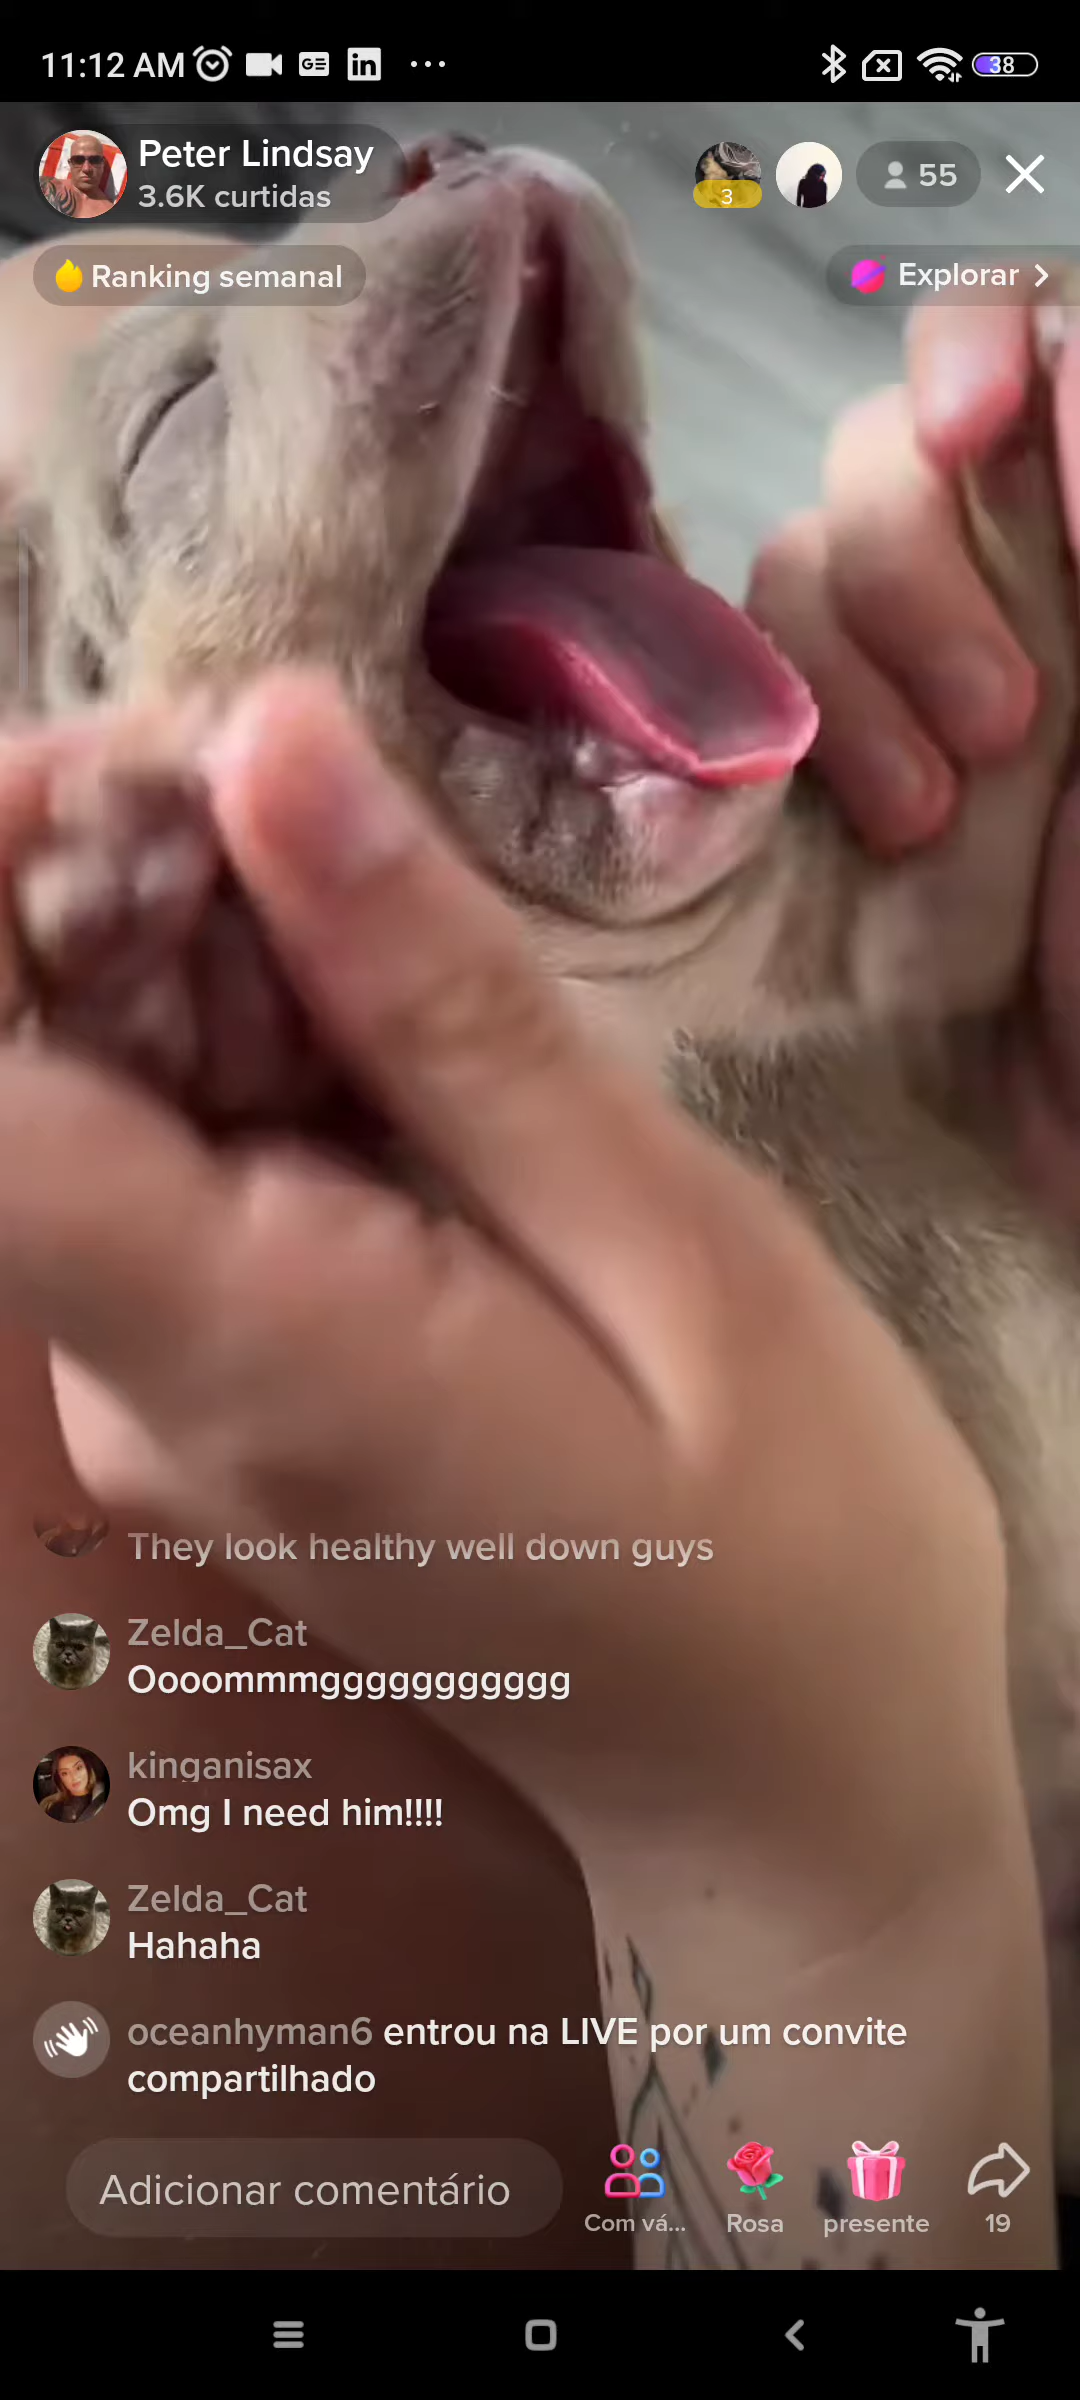 11:12 AM
38
Peter Lindsay
3.6K curtidas
3
55
Ranking semanal
Explorar
They look healthy well down guys
Zelda_Cat
Ooooommmggggggggggg
kinganisax
Omg I need him!!!!
Zelda_Cat
Hahaha
oceanhyman6 entrou na LIVE por um convite
compartilhado
Adicionar comentário
Com vá...
Rosa
presente
19